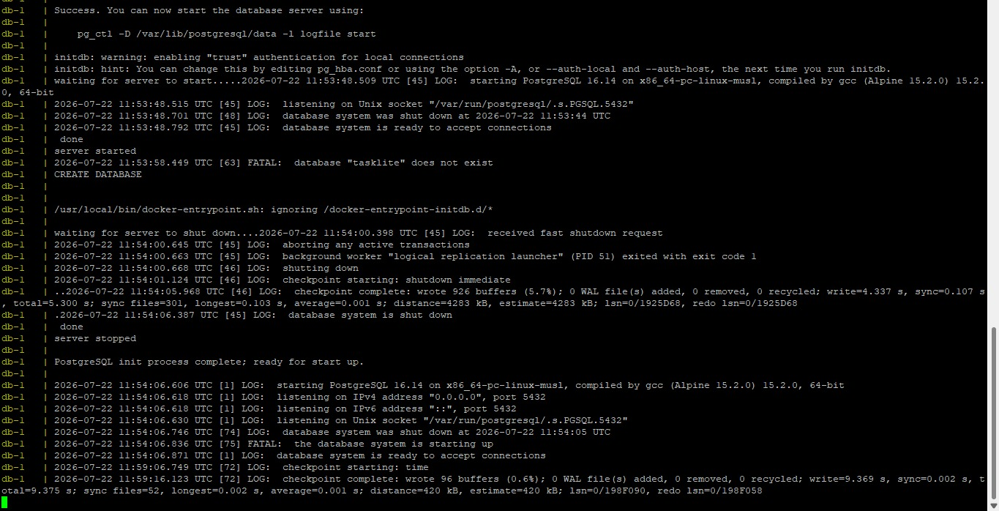 db-1   |
db-1   | Success. You can now start the database server using:
db-1   |
db-1   |     pg_ctl -D /var/lib/postgresql/data -l logfile start
db-1   |
db-1   | initdb: warning: enabling "trust" authentication for local connections
db-1   | initdb: hint: You can change this by editing pg_hba.conf or using the option -A, or --auth-local and --auth-host, the next time you run initdb.
db-1   | waiting for server to start.....2026-07-22 11:53:48.509 UTC [45] LOG:  starting PostgreSQL 16.14 on x86_64-pc-linux-musl, compiled by gcc (Alpine 15.2.0) 15.2.
0, 64-bit
db-1   | 2026-07-22 11:53:48.515 UTC [45] LOG:  listening on Unix socket "/var/run/postgresql/.s.PGSQL.5432"
db-1   | 2026-07-22 11:53:48.701 UTC [48] LOG:  database system was shut down at 2026-07-22 11:53:44 UTC
db-1   | 2026-07-22 11:53:48.792 UTC [45] LOG:  database system is ready to accept connections
db-1   |  done
db-1   | server started
db-1   | 2026-07-22 11:53:58.449 UTC [63] FATAL:  database "tasklite" does not exist
db-1   | CREATE DATABASE
db-1   |
db-1   |
db-1   | /usr/local/bin/docker-entrypoint.sh: ignoring /docker-entrypoint-initdb.d/*
db-1   |
db-1   | waiting for server to shut down....2026-07-22 11:54:00.398 UTC [45] LOG:  received fast shutdown request
db-1   | 2026-07-22 11:54:00.645 UTC [45] LOG:  aborting any active transactions
db-1   | 2026-07-22 11:54:00.663 UTC [45] LOG:  background worker "logical replication launcher" (PID 51) exited with exit code 1
db-1   | 2026-07-22 11:54:00.668 UTC [46] LOG:  shutting down
db-1   | 2026-07-22 11:54:01.124 UTC [46] LOG:  checkpoint starting: shutdown immediate
db-1   | ..2026-07-22 11:54:05.968 UTC [46] LOG:  checkpoint complete: wrote 926 buffers (5.7%); 0 WAL file(s) added, 0 removed, 0 recycled; write=4.337 s, sync=0.107 s
, total=5.300 s; sync files=301, longest=0.103 s, average=0.001 s; distance=4283 kB, estimate=4283 kB; lsn=0/1925D68, redo lsn=0/1925D68
db-1   | .2026-07-22 11:54:06.387 UTC [45] LOG:  database system is shut down
db-1   |  done
db-1   | server stopped
db-1   |
db-1   | PostgreSQL init process complete; ready for start up.
db-1   |
db-1   | 2026-07-22 11:54:06.606 UTC [1] LOG:  starting PostgreSQL 16.14 on x86_64-pc-linux-musl, compiled by gcc (Alpine 15.2.0) 15.2.0, 64-bit
db-1   | 2026-07-22 11:54:06.618 UTC [1] LOG:  listening on IPv4 address "0.0.0.0", port 5432
db-1   | 2026-07-22 11:54:06.618 UTC [1] LOG:  listening on IPv6 address "::", port 5432
db-1   | 2026-07-22 11:54:06.630 UTC [1] LOG:  listening on Unix socket "/var/run/postgresql/.s.PGSQL.5432"
db-1   | 2026-07-22 11:54:06.746 UTC [74] LOG:  database system was shut down at 2026-07-22 11:54:05 UTC
db-1   | 2026-07-22 11:54:06.836 UTC [75] FATAL:  the database system is starting up
db-1   | 2026-07-22 11:54:06.871 UTC [1] LOG:  database system is ready to accept connections
db-1   | 2026-07-22 11:59:06.749 UTC [72] LOG:  checkpoint starting: time
db-1   | 2026-07-22 11:59:16.123 UTC [72] LOG:  checkpoint complete: wrote 96 buffers (0.6%); 0 WAL file(s) added, 0 removed, 0 recycled; write=9.369 s, sync=0.002 s, t
otal=9.375 s; sync files=52, longest=0.002 s, average=0.001 s; distance=420 kB, estimate=420 kB; lsn=0/198F090, redo lsn=0/198F058